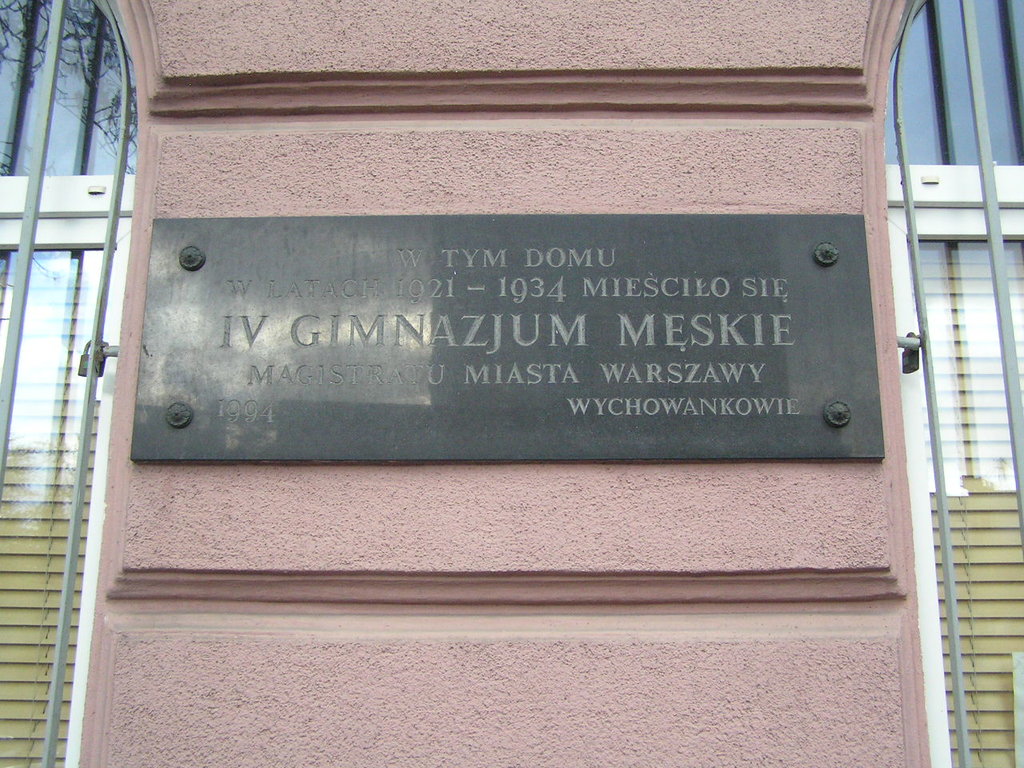 W TYM DOMU
W LATACH 1921 – 1934 MIEŚCIŁO SIĘ
IV GIMNAZJUM MĘSKIE
MAGISTRATU MIASTA WARSZAWY
1994 WYCHOWANKOWIE